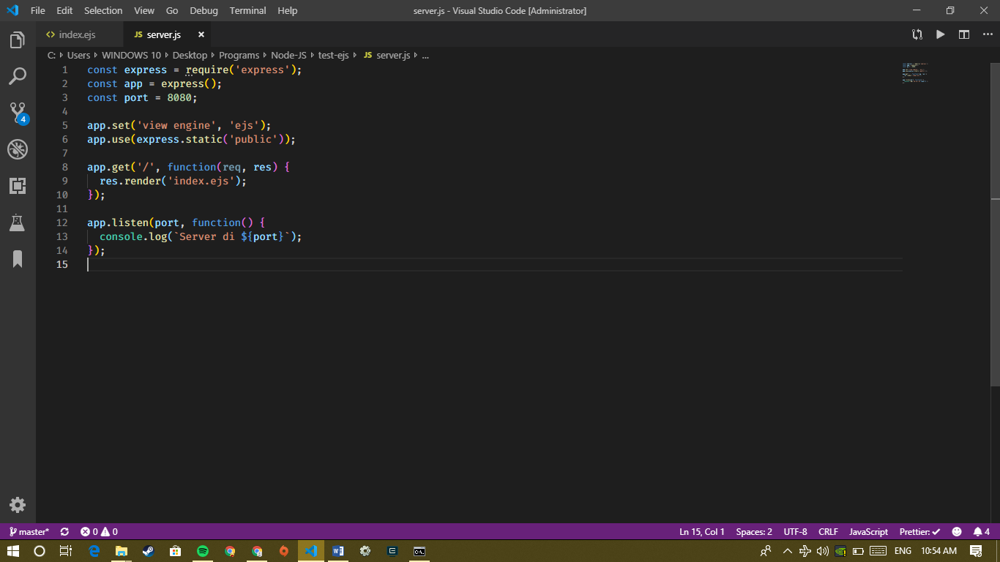 File Edit Selection View Go Debug Terminal Help server.js - Visual Studio Code [Administrator]
<> index.ejs JS server.js
C: Users WINDOWS 10 Desktop Programs Node-JS test-ejs JS server.js ...
1 const express = require('express');
2 const app = express();
3 const port = 8080;
4
5 app.set('view engine', 'ejs');
6 app.use(express.static('public'));
7
8 app.get('/', function(req, res) {
9 res.render('index.ejs');
10 });
11
12 app.listen(port, function() {
13 console.log(`Server di ${port}`);
14 });
15
4
master* 0 0 Ln 15, Col 1 Spaces: 2 UTF-8 CRLF JavaScript Prettier: 4
ENG 10:54 AM